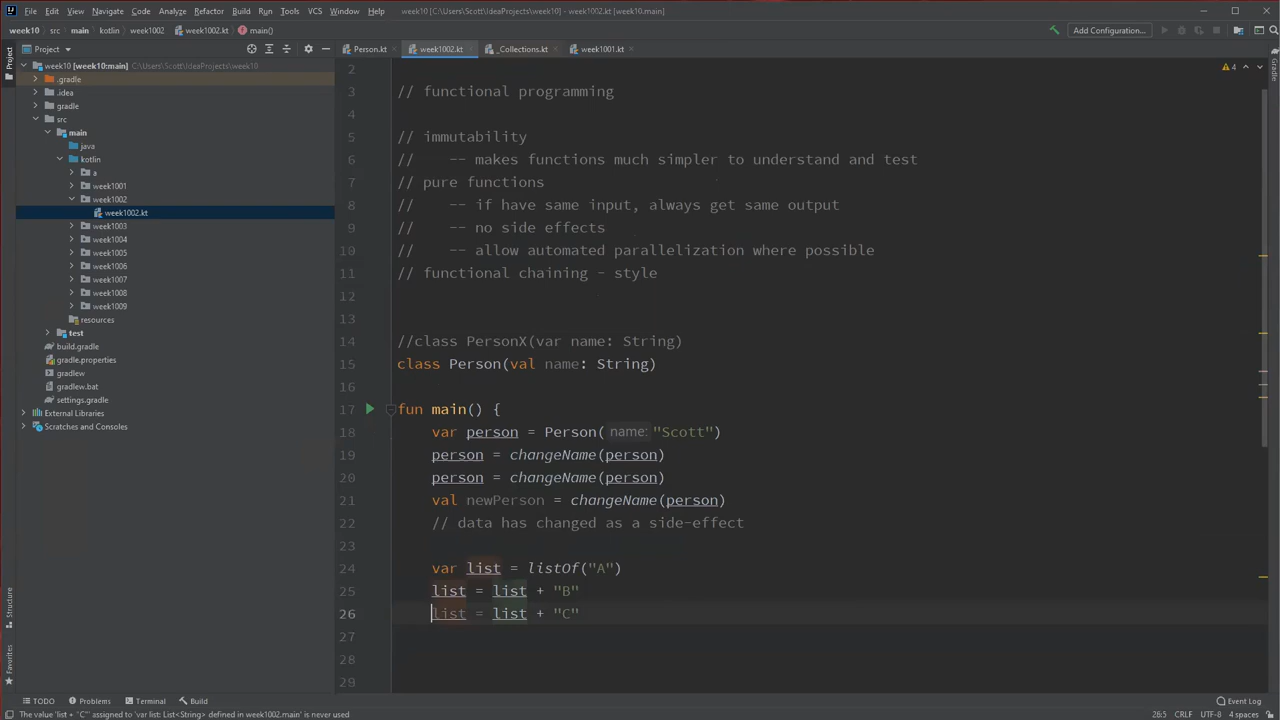 File Edit View Navigate Code Analyze Refactor Build Run Tools VCS Window Help week10 [C:\Users\Scott\IdeaProjects\week10] - week1002.kt [week10.main]
week10 src main kotlin week1002 week1002.kt main() Add Configuration...
Project Person.kt week1002.kt _Collections.kt week1001.kt
Project
Gradle
week10 [week10:main] C:\Users\Scott\IdeaProjects\week10
.gradle
.idea
gradle
src
main
java
kotlin
a
week1001
week1002
week1002.kt
week1003
week1004
week1005
week1006
week1007
week1008
week1009
resources
test
build.gradle
gradle.properties
gradlew
gradlew.bat
settings.gradle
External Libraries
Scratches and Consoles
4
2
3 // functional programming
4
5 // immutability
6 // -- makes functions much simpler to understand and test
7 // pure functions
8 // -- if have same input, always get same output
9 // -- no side effects
10 // -- allow automated parallelization where possible
11 // functional chaining - style
12
13
14 //class PersonX(var name: String)
15 class Person(val name: String)
16
17 fun main() {
18 var person = Person( name: "Scott")
19 person = changeName(person)
20 person = changeName(person)
21 val newPerson = changeName(person)
22 // data has changed as a side-effect
23
24 var list = listOf("A")
25 list = list + "B"
26 list = list + "C"
27
28
29
Structure
Favorites
TODO Problems Terminal Build Event Log
The value 'list + "C"' assigned to 'var list: List<String> defined in week1002.main' is never used 26:5 CRLF UTF-8 4 spaces